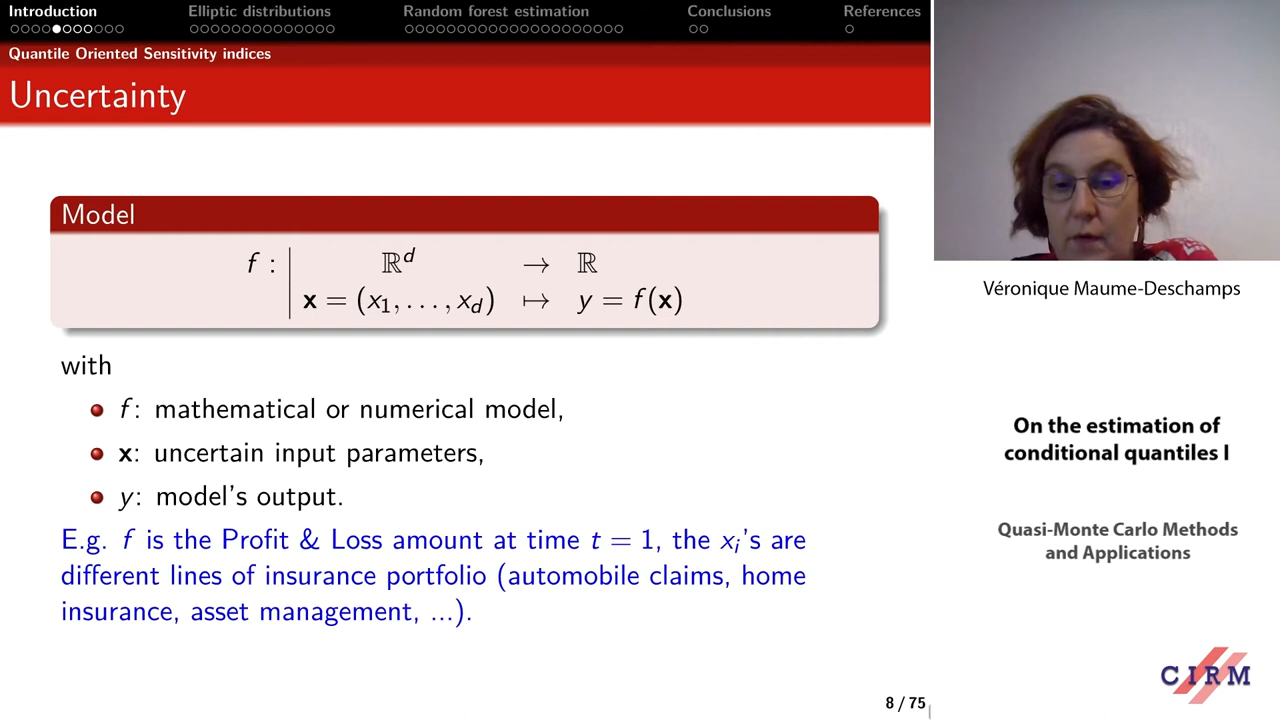 Introduction Elliptic distributions Random forest estimation Conclusions References
Quantile Oriented Sensitivity indices
Uncertainty
Model
f : ℝᵈ → ℝ
x = (x₁, . . . , x_d) ↦ y = f(x)
with
f: mathematical or numerical model,
x: uncertain input parameters,
y: model's output.
E.g. f is the Profit & Loss amount at time t = 1, the xᵢ's are
different lines of insurance portfolio (automobile claims, home
insurance, asset management, ...).
8 / 75
Véronique Maume-Deschamps
On the estimation of
conditional quantiles I
Quasi-Monte Carlo Methods
and Applications
CIRM